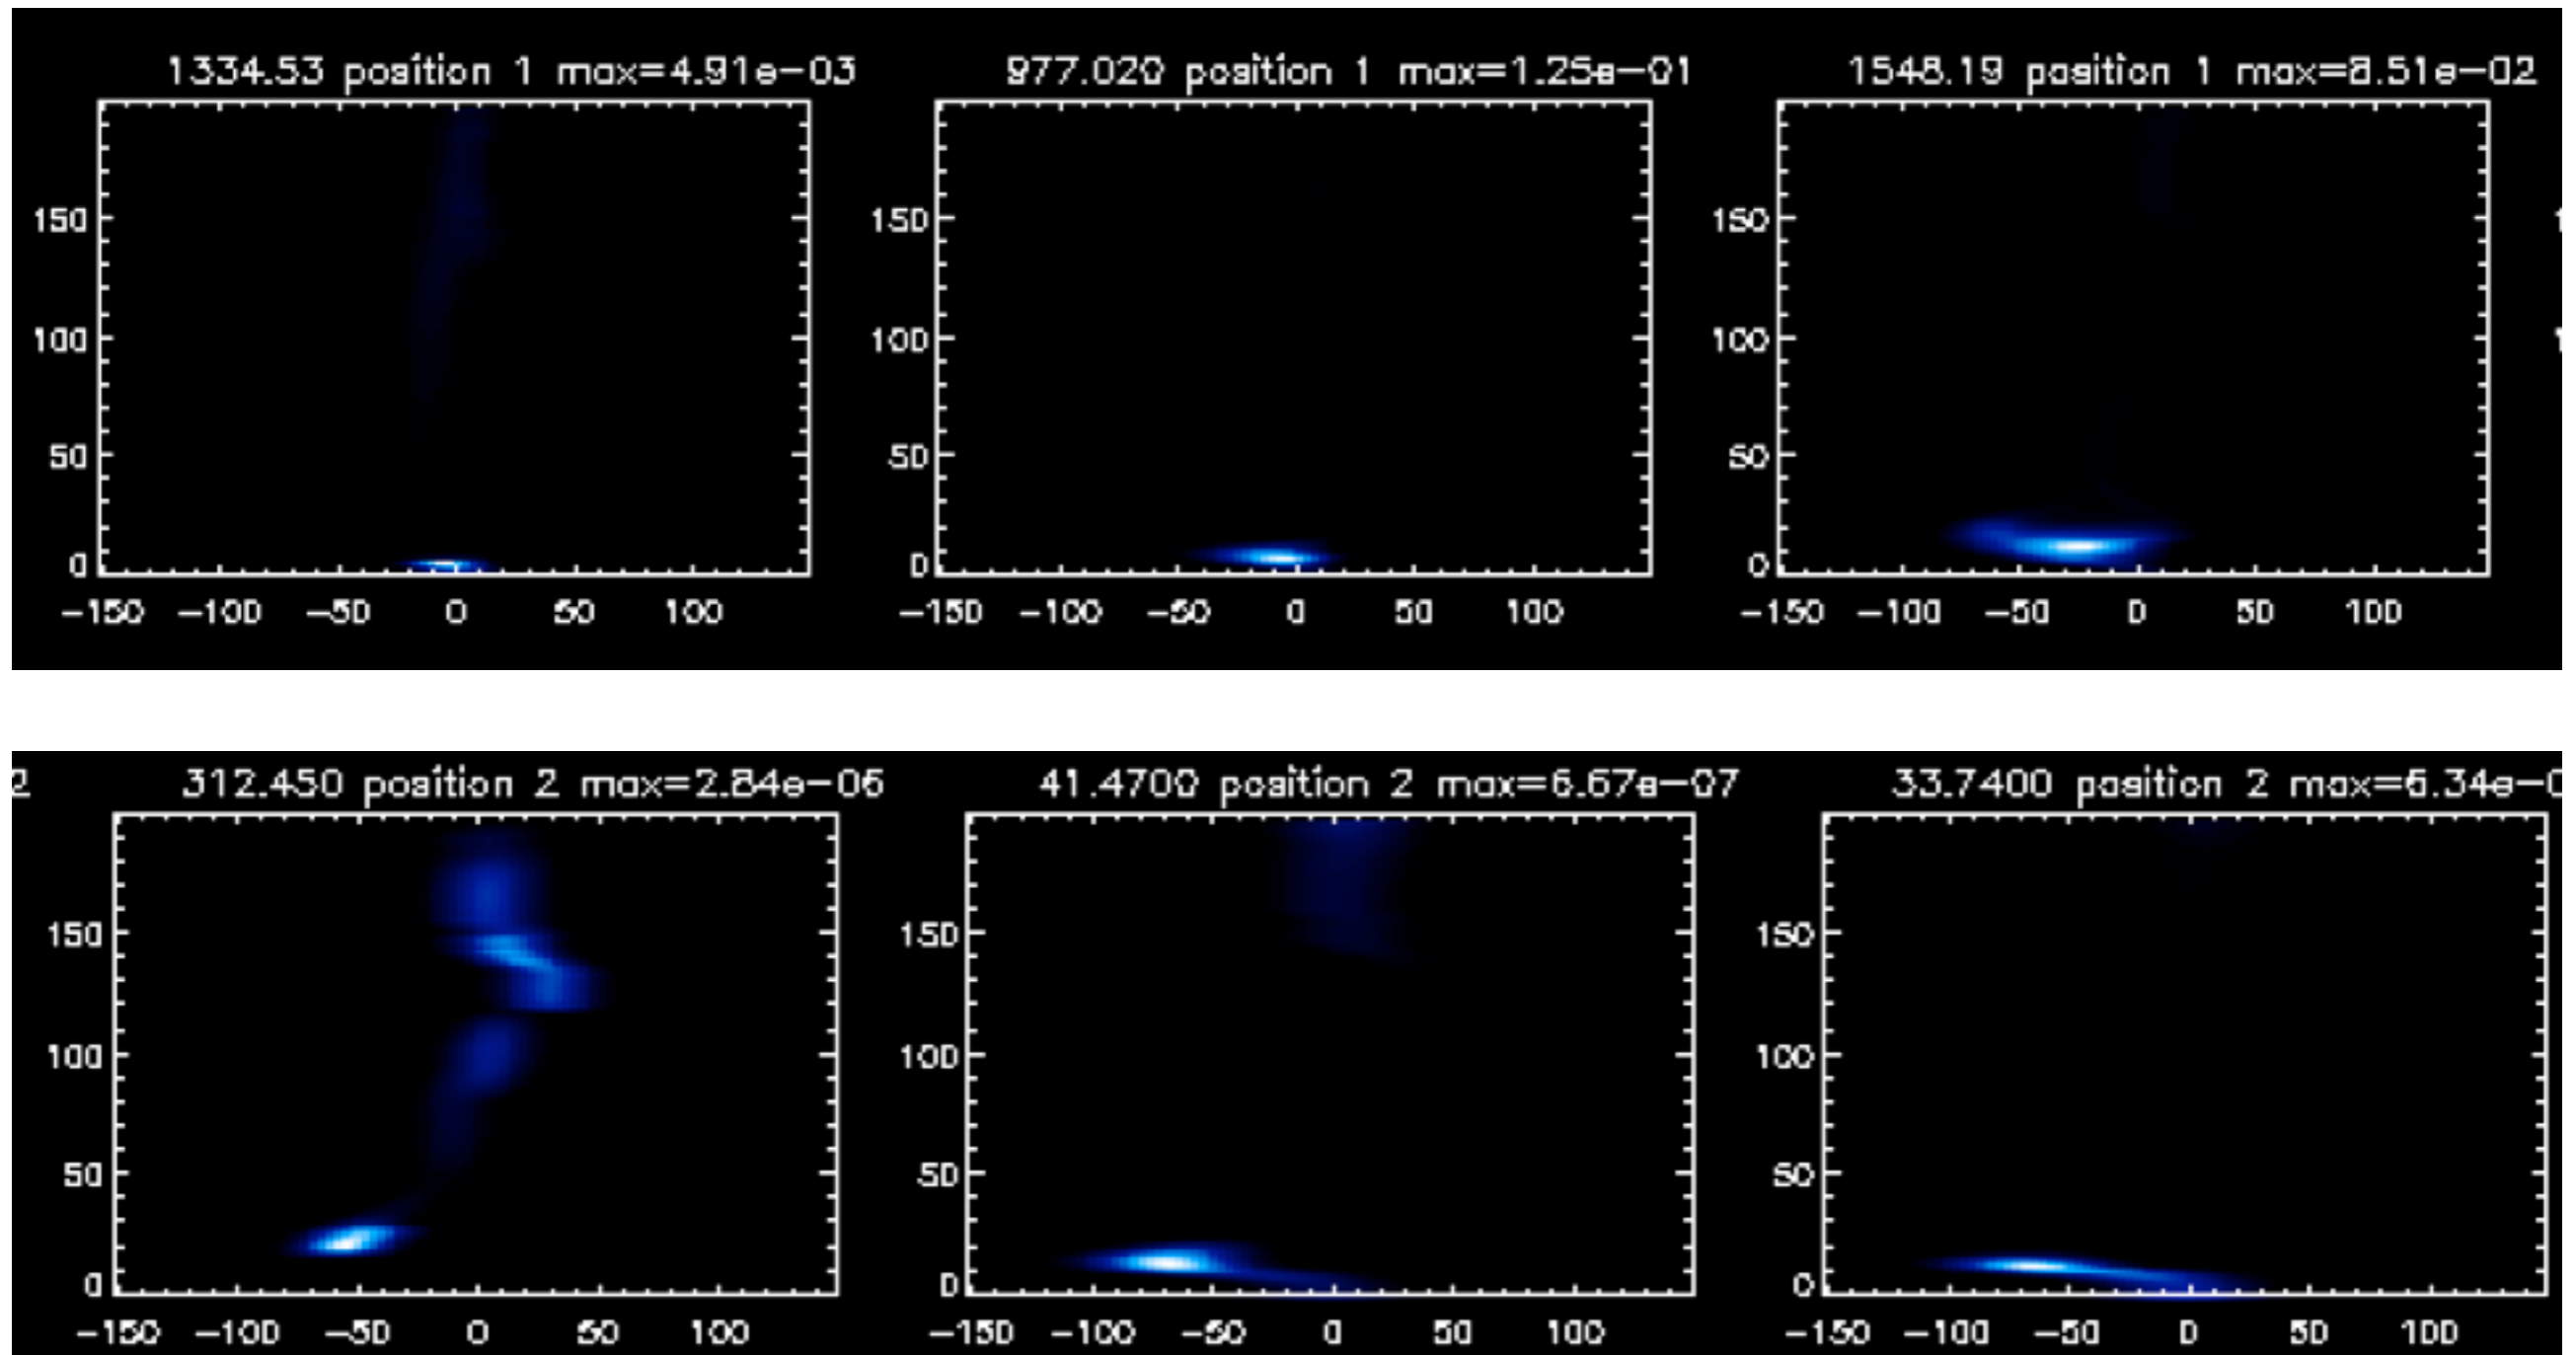 1334.53 position 1 max=4.91e-03
977.020 position 1 max=1.25e-01
1548.19 position 1 max=8.51e-02
150 150 150
100 100 100
50 50 50
0 0 0
-150 -100 -50 0 50 100
-150 -100 -50 0 50 100
-150 -100 -50 0 50 100
2
312.450 position 2 max=2.84e-06
41.4700 position 2 max=6.67e-07
33.7400 position 2 max=6.34e-0
150 150 150
100 100 100
50 50 50
0 0 0
-150 -100 -50 0 50 100
-150 -100 -50 0 50 100
-150 -100 -50 0 50 100